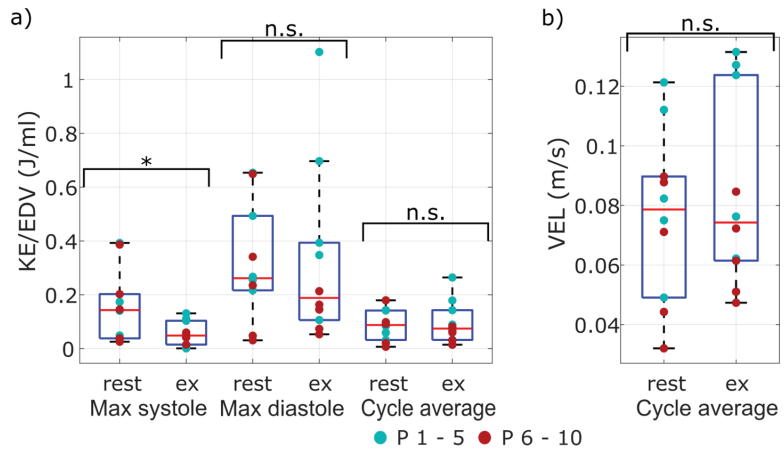 a)
n.s.
*
n.s.
KE/EDV (J/ml)
1
0.8
0.6
0.4
0.2
0
rest ex rest ex rest ex
Max systole Max diastole Cycle average
b)
n.s.
VEL (m/s)
0.12
0.1
0.08
0.06
0.04
rest ex
Cycle average
P 1 - 5 P 6 - 10